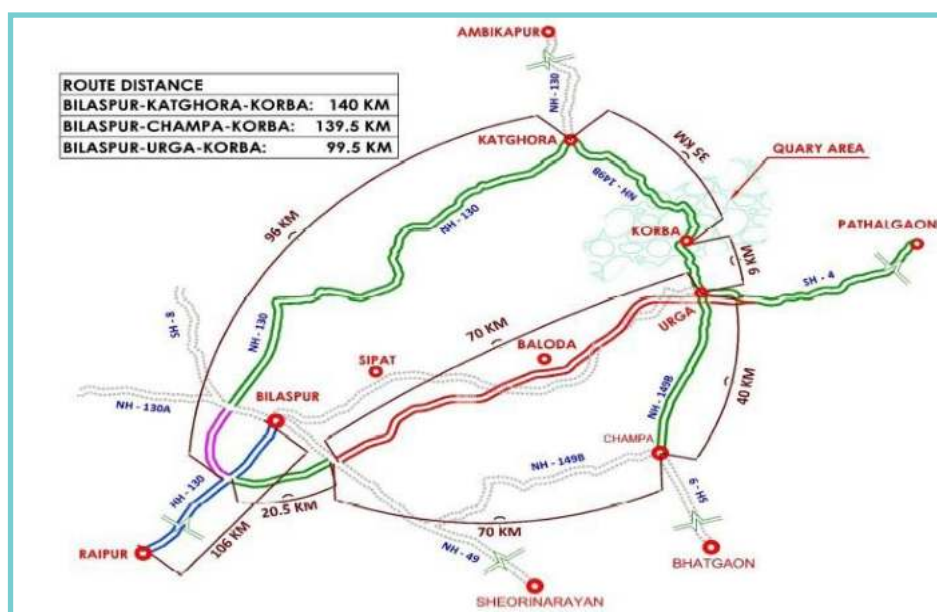 AMBIKAPUR
ROUTE DISTANCE
BILASPUR-KATGHORA-KORBA: 140 KM
BILASPUR-CHAMPA-KORBA: 139.5 KM
BILASPUR-URGA-KORBA: 99.5 KM
NH-130
KATGHORA
35 KM
QUARY AREA
NH-149B
96 KM
NH-130
KORBA
PATHALGAON
9 KM
SH-4
URGA
SH-8
NH-130
70 KM
BALODA
SIPAT
NH-149B
40 KM
NH-130A
BILASPUR
CHAMPA
NH-149B
NH-130
20.5 KM
SH-9
106 KM
70 KM
RAIPUR
NH-49
BHATGAON
SHEORINARAYAN